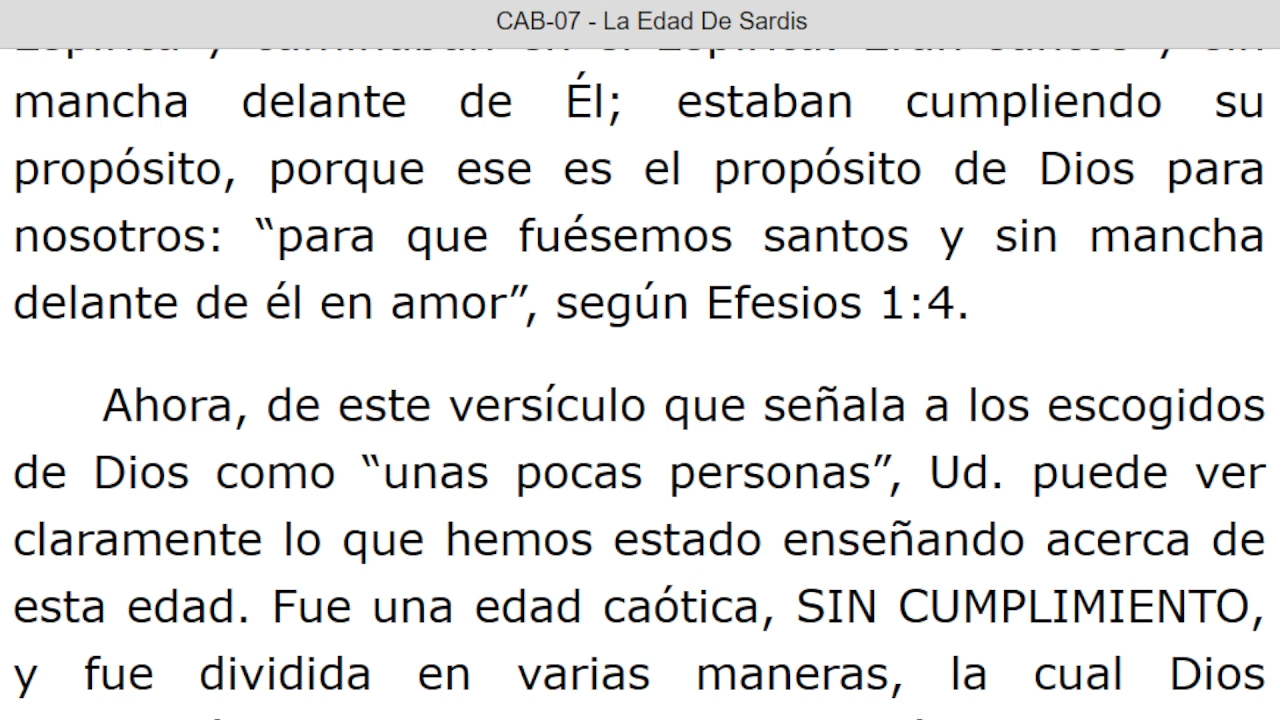 CAB-07 - La Edad De Sardis
mancha delante de Él; estaban cumpliendo su
propósito, porque ese es el propósito de Dios para
nosotros: “para que fuésemos santos y sin mancha
delante de él en amor”, según Efesios 1:4.
Ahora, de este versículo que señala a los escogidos
de Dios como “unas pocas personas”, Ud. puede ver
claramente lo que hemos estado enseñando acerca de
esta edad. Fue una edad caótica, SIN CUMPLIMIENTO,
y fue dividida en varias maneras, la cual Dios